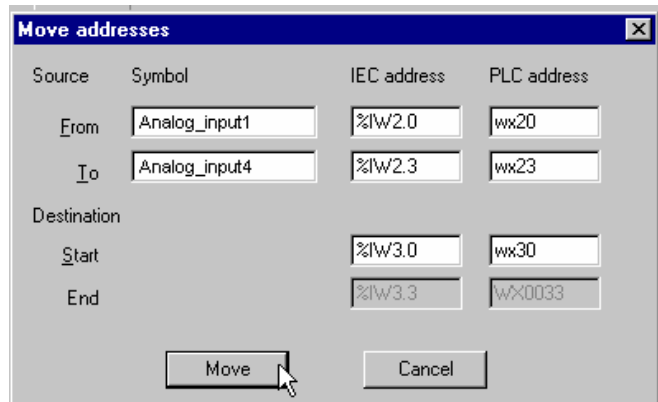 Move addresses
Source Symbol IEC address PLC address
From Analog_input1 %IW2.0 wx20
To Analog_input4 %IW2.3 wx23
Destination
Start %IW3.0 wx30
End %IW3.3 WX0033
Move Cancel